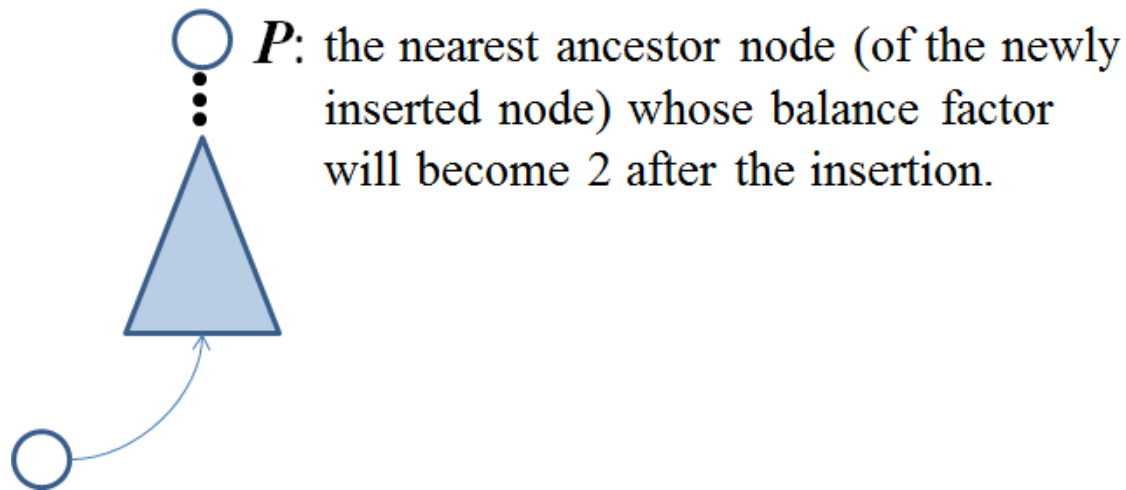 P: the nearest ancestor node (of the newly
inserted node) whose balance factor
will become 2 after the insertion.